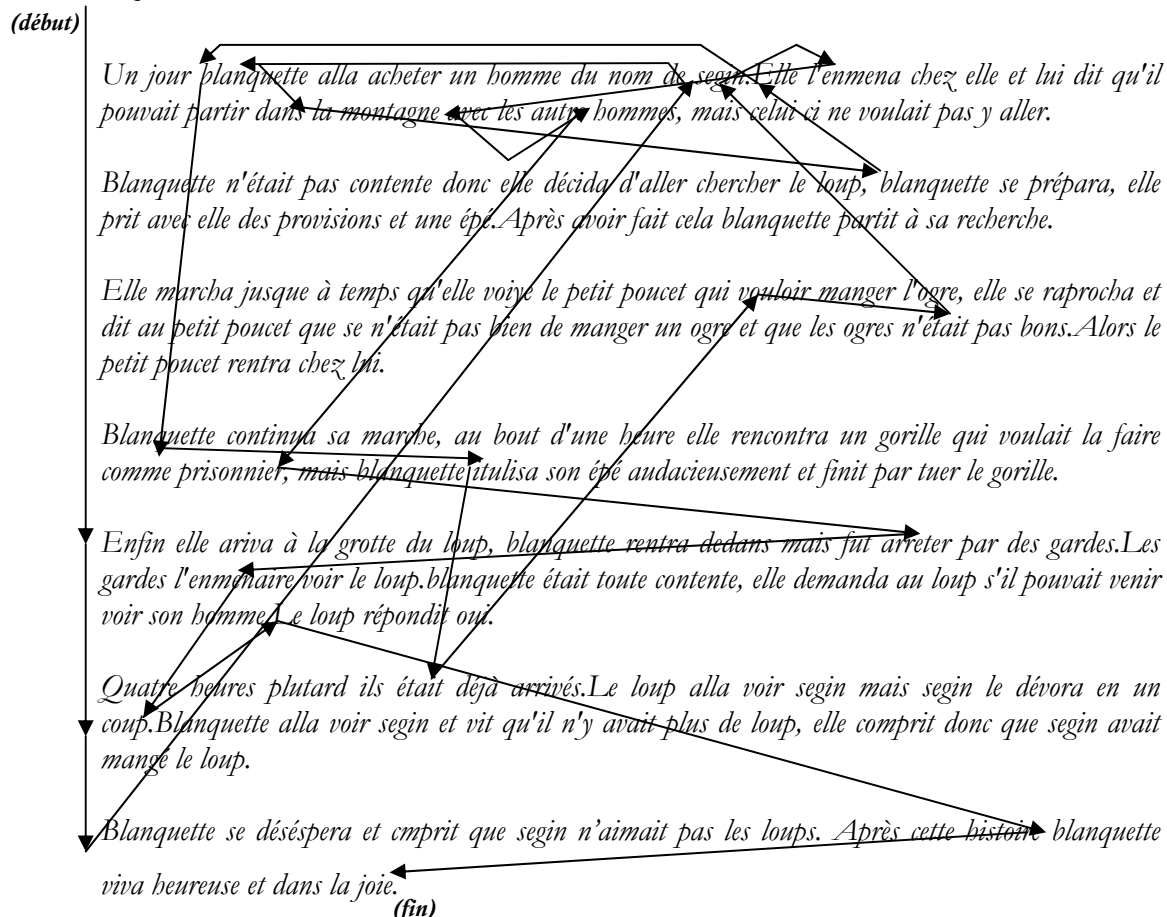 (début)
Un jour blanquette alla acheter un homme du nom de segin.Elle l'enmena chez elle et lui dit qu'il
pouvait partir dans la montagne avec les autre hommes, mais celui ci ne voulait pas y aller.
Blanquette n'était pas contente donc elle décida d'aller chercher le loup, blanquette se prépara, elle
prit avec elle des provisions et une épé.Après avoir fait cela blanquette partit à sa recherche.
Elle marcha jusque à temps qu'elle voiye le petit poucet qui vouloir manger l'ogre, elle se raprocha et
dit au petit poucet que se n'était pas bien de manger un ogre et que les ogres n'était pas bons.Alors le
petit poucet rentra chez lui.
Blanquette continua sa marche, au bout d'une heure elle rencontra un gorille qui voulait la faire
comme prisonnier, mais blanquette itulisa son épé audacieusement et finit par tuer le gorille.
Enfin elle ariva à la grotte du loup, blanquette rentra dedans mais fut arreter par des gardes.Les
gardes l'enmenaire voir le loup.blanquette était toute contente, elle demanda au loup s'il pouvait venir
voir son homme.Le loup répondit oui.
Quatre heures plutard ils était déjà arrivés.Le loup alla voir segin mais segin le dévora en un
coup.Blanquette alla voir segin et vit qu'il n'y avait plus de loup, elle comprit donc que segin avait
mangé le loup.
Blanquette se déséspera et cmprit que segin n'aimait pas les loups. Après cette histoire blanquette
viva heureuse et dans la joie.
(fin)